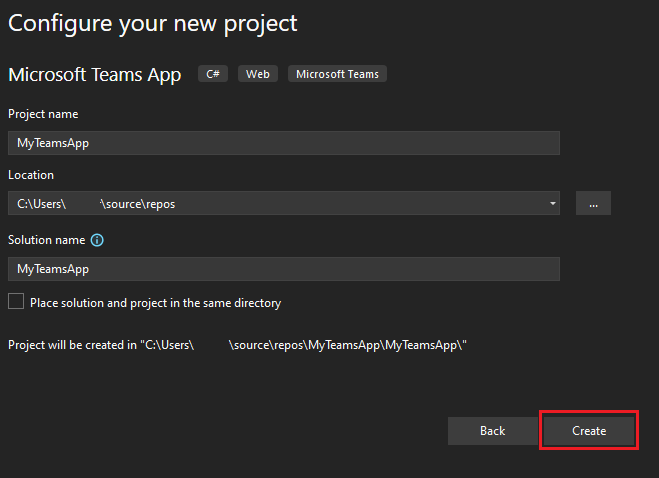 Configure your new project
Microsoft Teams App C# Web Microsoft Teams
Project name
MyTeamsApp
Location
C:\Users\ \source\repos ...
Solution name
MyTeamsApp
Place solution and project in the same directory
Project will be created in "C:\Users\ \source\repos\MyTeamsApp\MyTeamsApp\"
Back Create